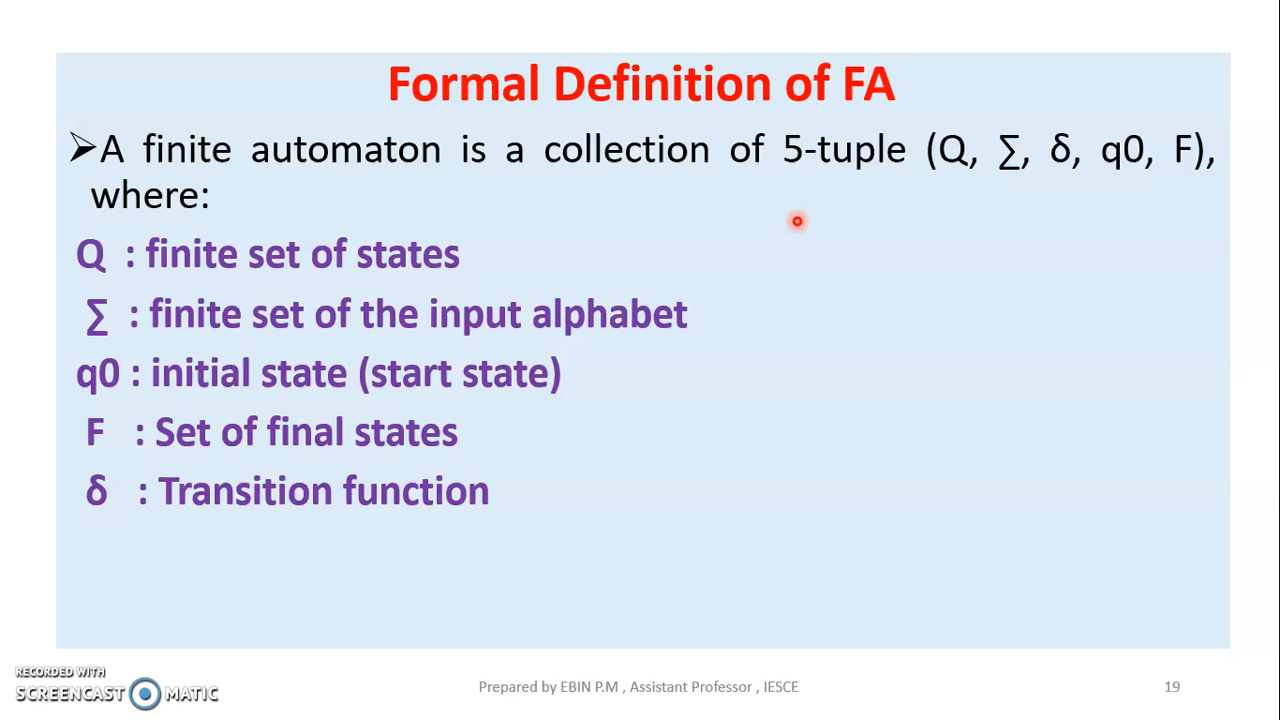 Formal Definition of FA
➢A finite automaton is a collection of 5-tuple (Q, ∑, δ, q0, F),
where:
Q : finite set of states
∑ : finite set of the input alphabet
q0 : initial state (start state)
F : Set of final states
δ : Transition function
RECORDED WITH
SCREENCAST MATIC
Prepared by EBIN P.M , Assistant Professor , IESCE
19